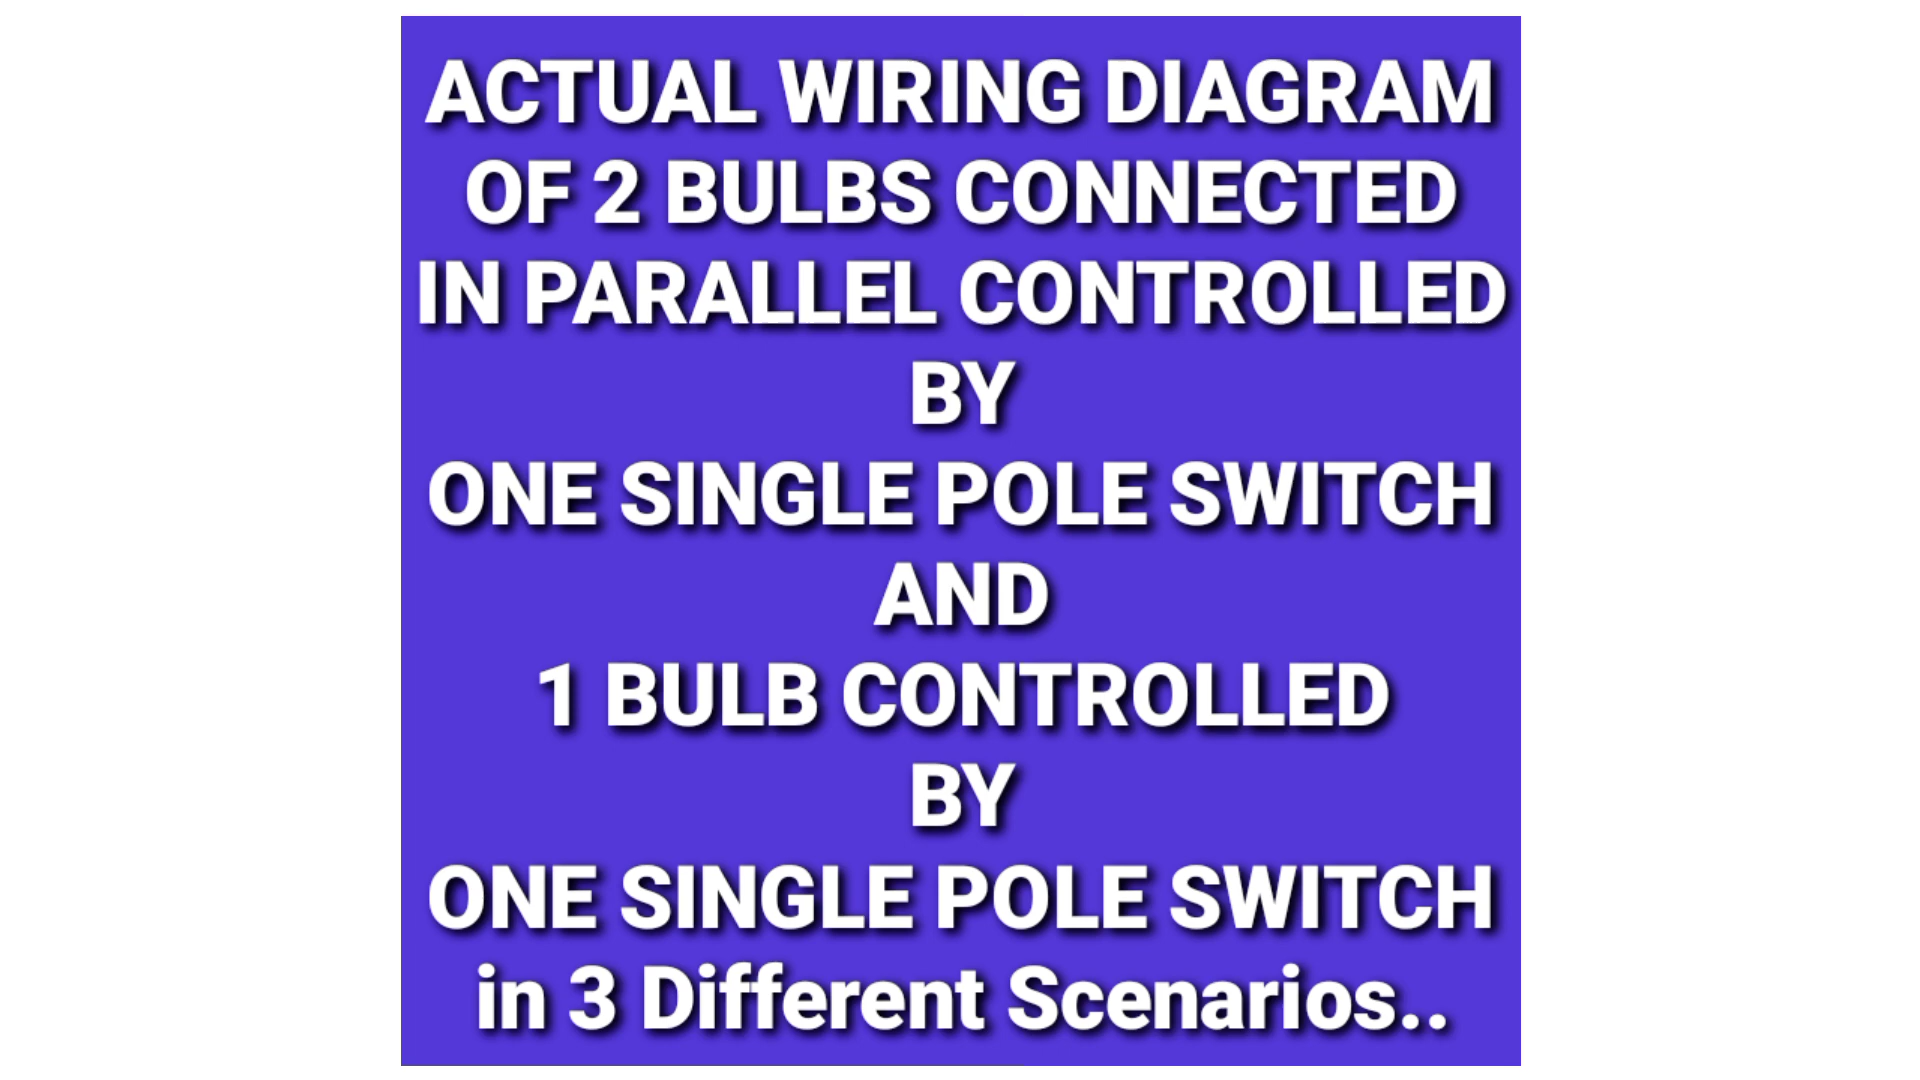 ACTUAL WIRING DIAGRAM
OF 2 BULBS CONNECTED
IN PARALLEL CONTROLLED
BY
ONE SINGLE POLE SWITCH
AND
1 BULB CONTROLLED
BY
ONE SINGLE POLE SWITCH
in 3 Different Scenarios..